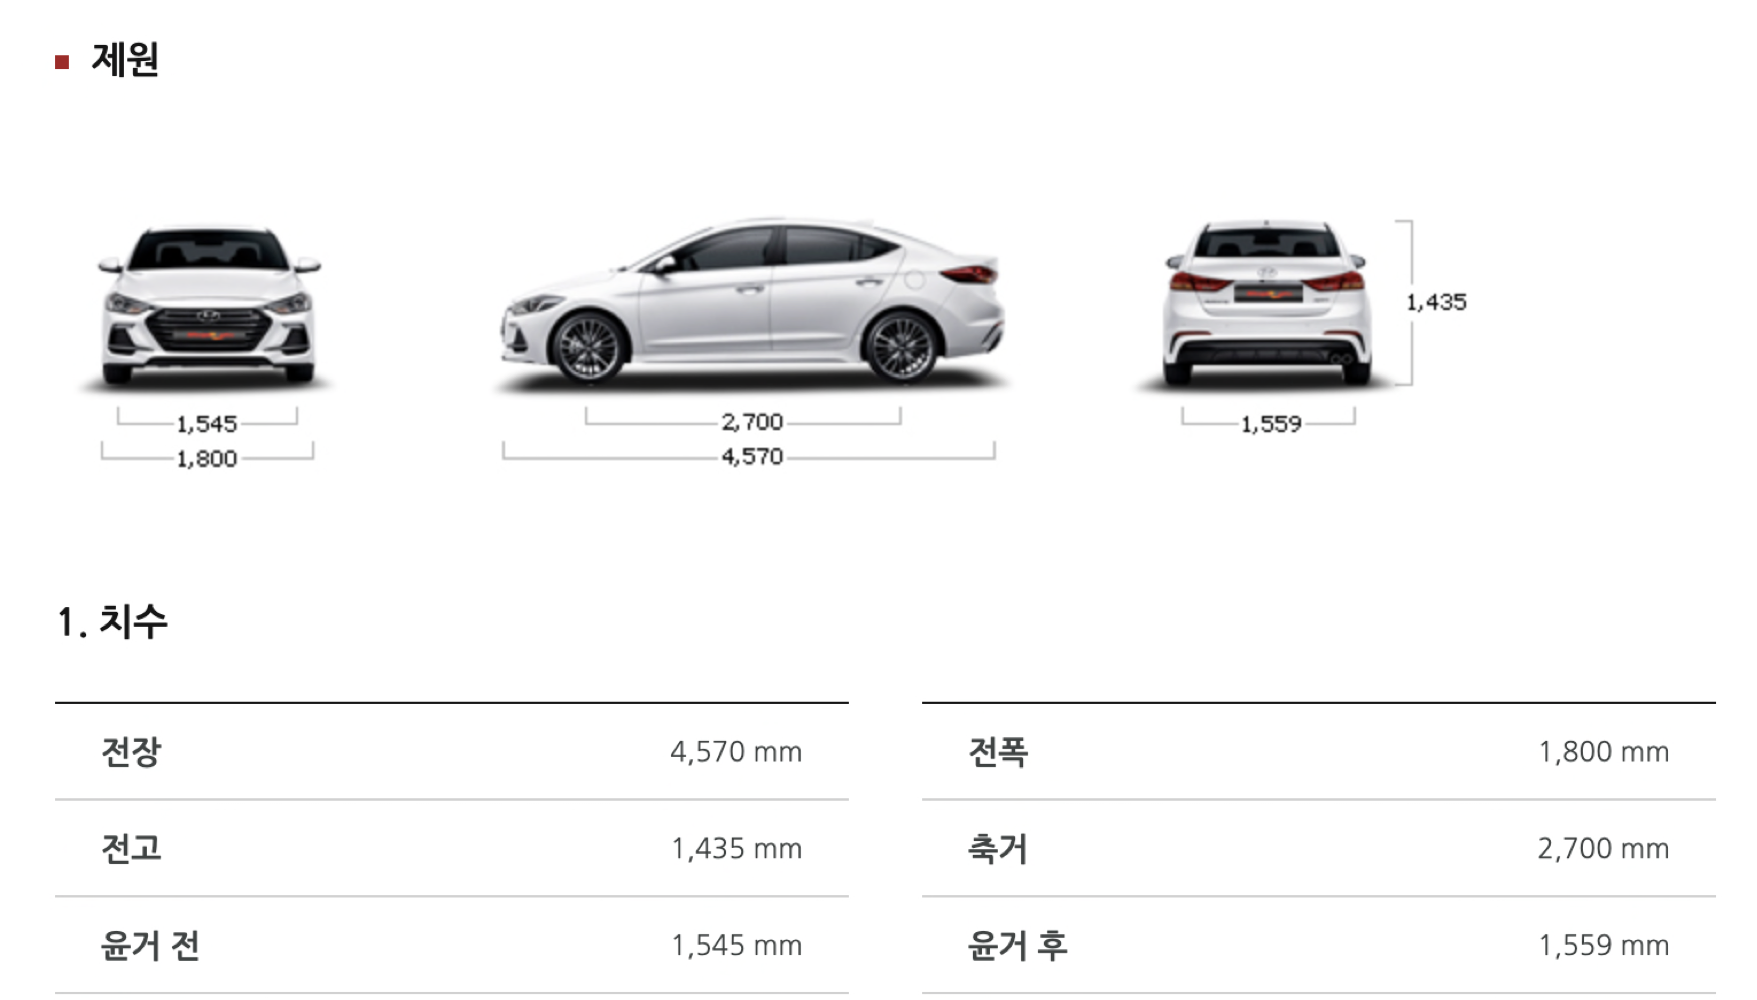 제원
1,545
1,800
2,700
4,570
1,559
1,435
1. 치수
전장 4,570 mm
전폭 1,800 mm
전고 1,435 mm
축거 2,700 mm
윤거 전 1,545 mm
윤거 후 1,559 mm